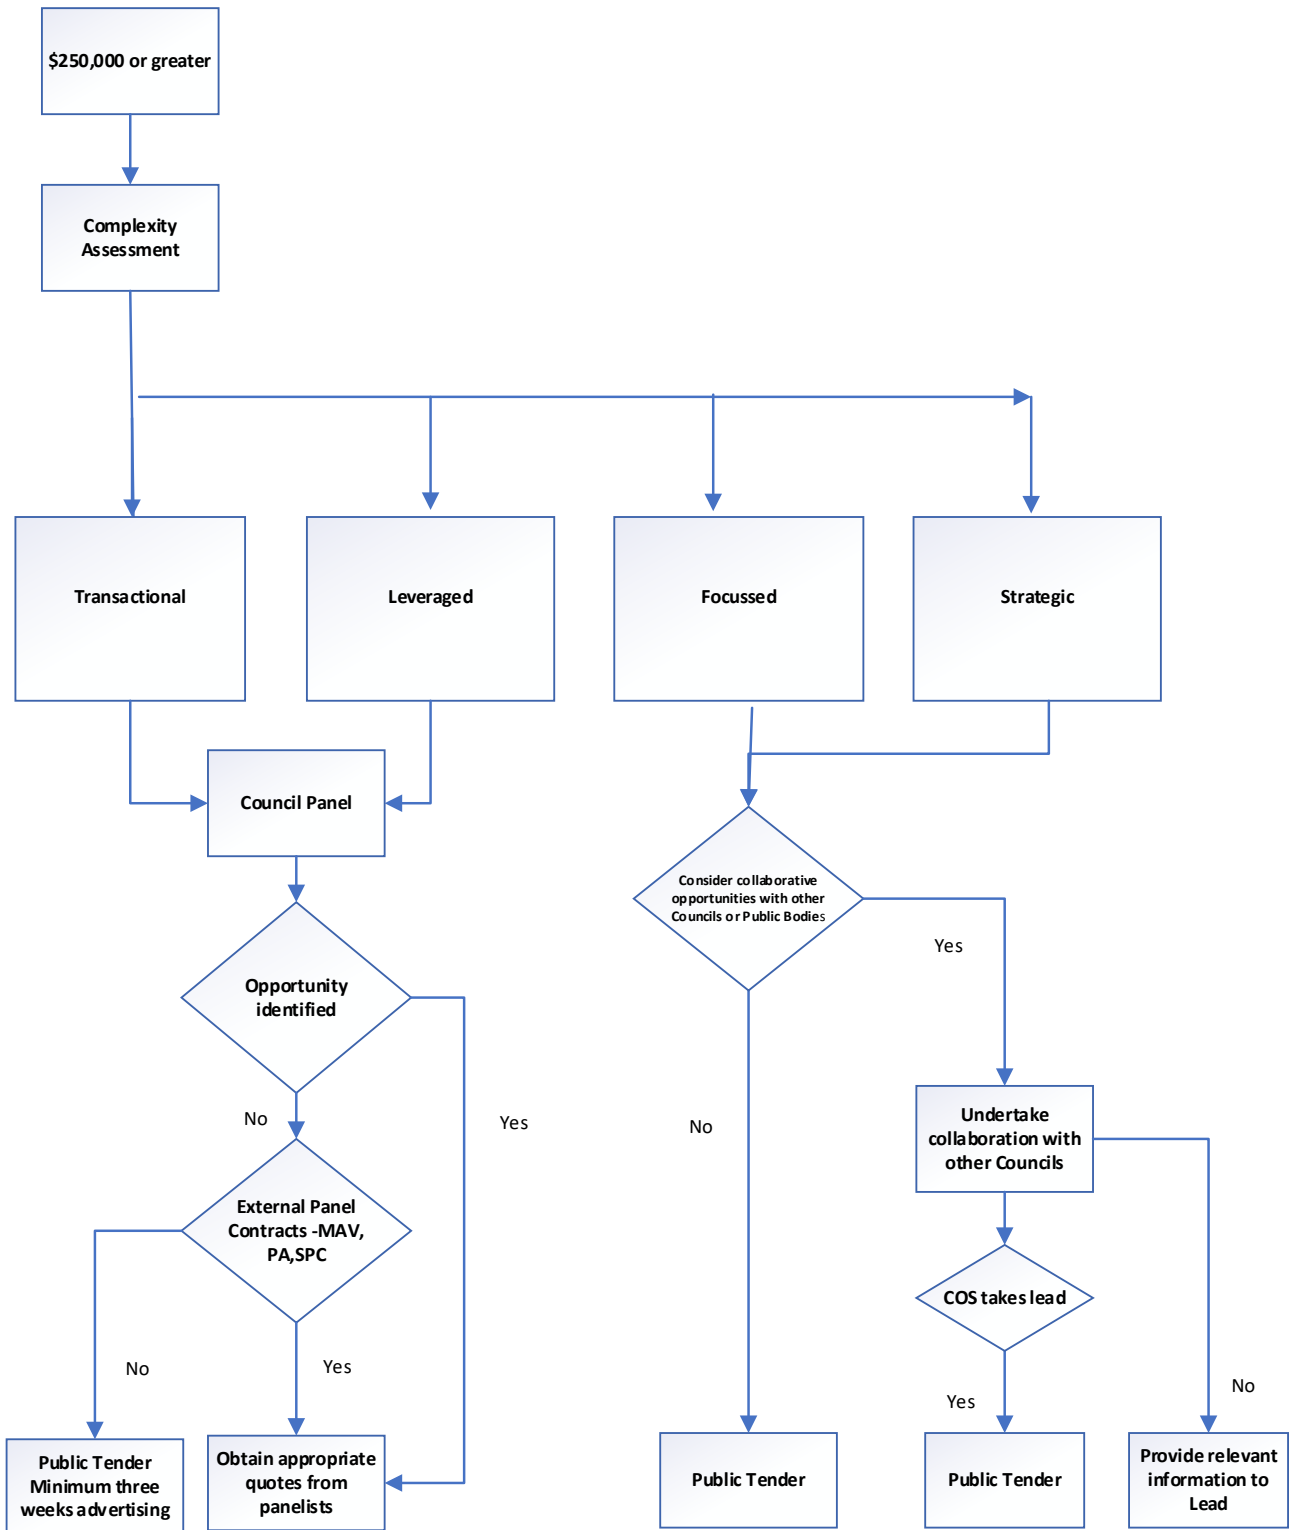 $250,000 or greater
Complexity
Assessment
Transactional
Leveraged
Focussed
Strategic
Council Panel
Consider collaborative
opportunities with other
Councils or Public Bodies
Yes
Opportunity
identified
No
Yes
No
Undertake
collaboration with
other Councils
External Panel
Contracts -MAV,
PA,SPC
COS takes lead
No
Yes
Yes
No
Public Tender
Minimum three
weeks advertising
Obtain appropriate
quotes from
panelists
Public Tender
Public Tender
Provide relevant
information to
Lead